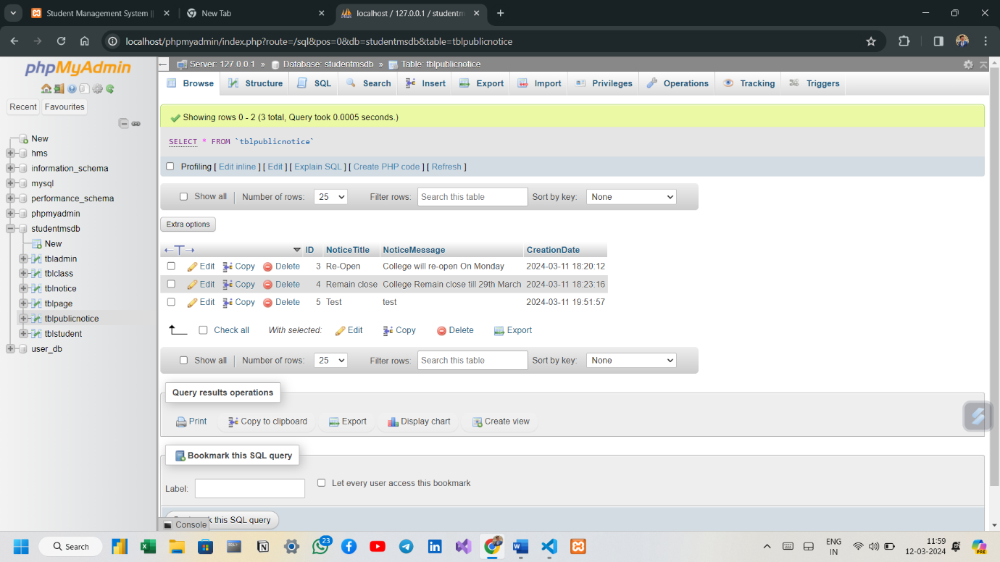 Student Management System ||
New Tab
localhost / 127.0.0.1 / studentm
localhost/phpmyadmin/index.php?route=/sql&pos=0&db=studentmsdb&table=tblpublicnotice
phpMyAdmin
Recent Favourites
New
hms
information_schema
mysql
performance_schema
phpmyadmin
studentmsdb
New
tbladmin
tblclass
tblnotice
tblpage
tblpublicnotice
tblstudent
user_db
Server: 127.0.0.1 » Database: studentmsdb » Table: tblpublicnotice
Browse Structure SQL Search Insert Export Import Privileges Operations Tracking Triggers
Showing rows 0 - 2 (3 total, Query took 0.0005 seconds.)
SELECT * FROM `tblpublicnotice`
Profiling [ Edit inline ] [ Edit ] [ Explain SQL ] [ Create PHP code ] [ Refresh ]
Show all | Number of rows: 25 Filter rows: Search this table Sort by key: None
Extra options
←T→ ID NoticeTitle NoticeMessage CreationDate
Edit Copy Delete 3 Re-Open College will re-open On Monday 2024-03-11 18:20:12
Edit Copy Delete 4 Remain close College Remain close till 29th March 2024-03-11 18:23:16
Edit Copy Delete 5 Test test 2024-03-11 19:51:57
Check all With selected: Edit Copy Delete Export
Show all | Number of rows: 25 Filter rows: Search this table Sort by key: None
Query results operations
Print Copy to clipboard Export Display chart Create view
Bookmark this SQL query
Label: Let every user access this bookmark
this SQL query
Console
Search
SQL
23
ENG
IN
11:59
12-03-2024
PRE